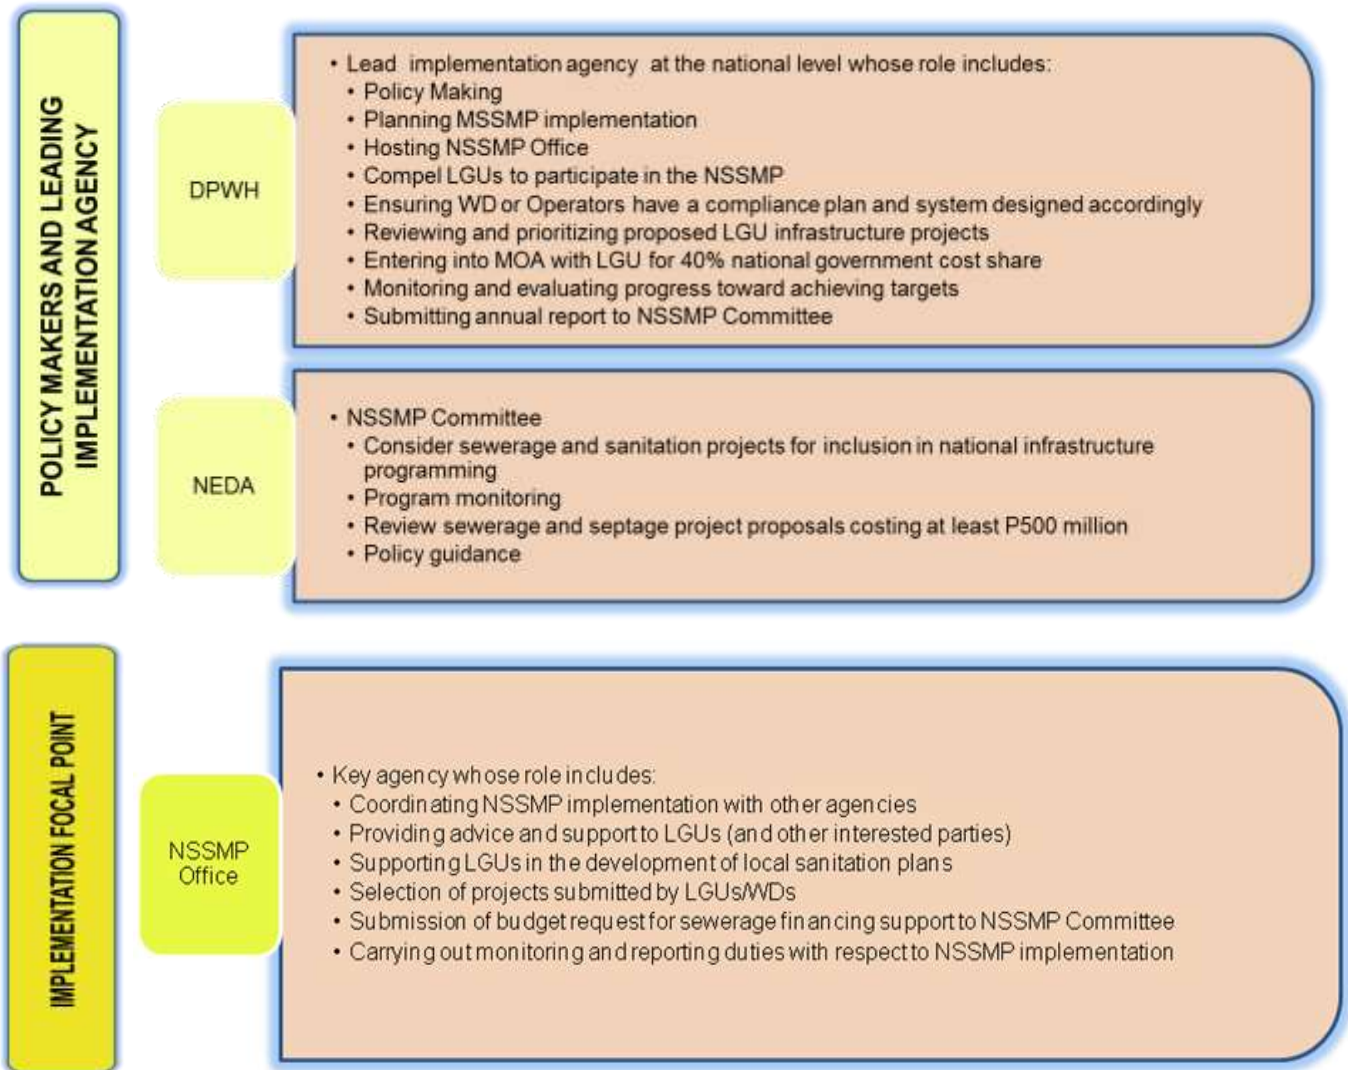 POLICY MAKERS AND LEADING
IMPLEMENTATION AGENCY
DPWH
• Lead implementation agency at the national level whose role includes:
• Policy Making
• Planning MSSMP implementation
• Hosting NSSMP Office
• Compel LGUs to participate in the NSSMP
• Ensuring WD or Operators have a compliance plan and system designed accordingly
• Reviewing and prioritizing proposed LGU infrastructure projects
• Entering into MOA with LGU for 40% national government cost share
• Monitoring and evaluating progress toward achieving targets
• Submitting annual report to NSSMP Committee
NEDA
• NSSMP Committee
• Consider sewerage and sanitation projects for inclusion in national infrastructure
programming
• Program monitoring
• Review sewerage and septage project proposals costing at least P500 million
• Policy guidance
IMPLEMENTATION FOCAL POINT
NSSMP
Office
• Key agency whose role includes:
• Coordinating NSSMP implementation with other agencies
• Providing advice and support to LGUs (and other interested parties)
• Supporting LGUs in the development of local sanitation plans
• Selection of projects submitted by LGUs/WDs
• Submission of budget request for sewerage financing support to NSSMP Committee
• Carrying out monitoring and reporting duties with respect to NSSMP implementation